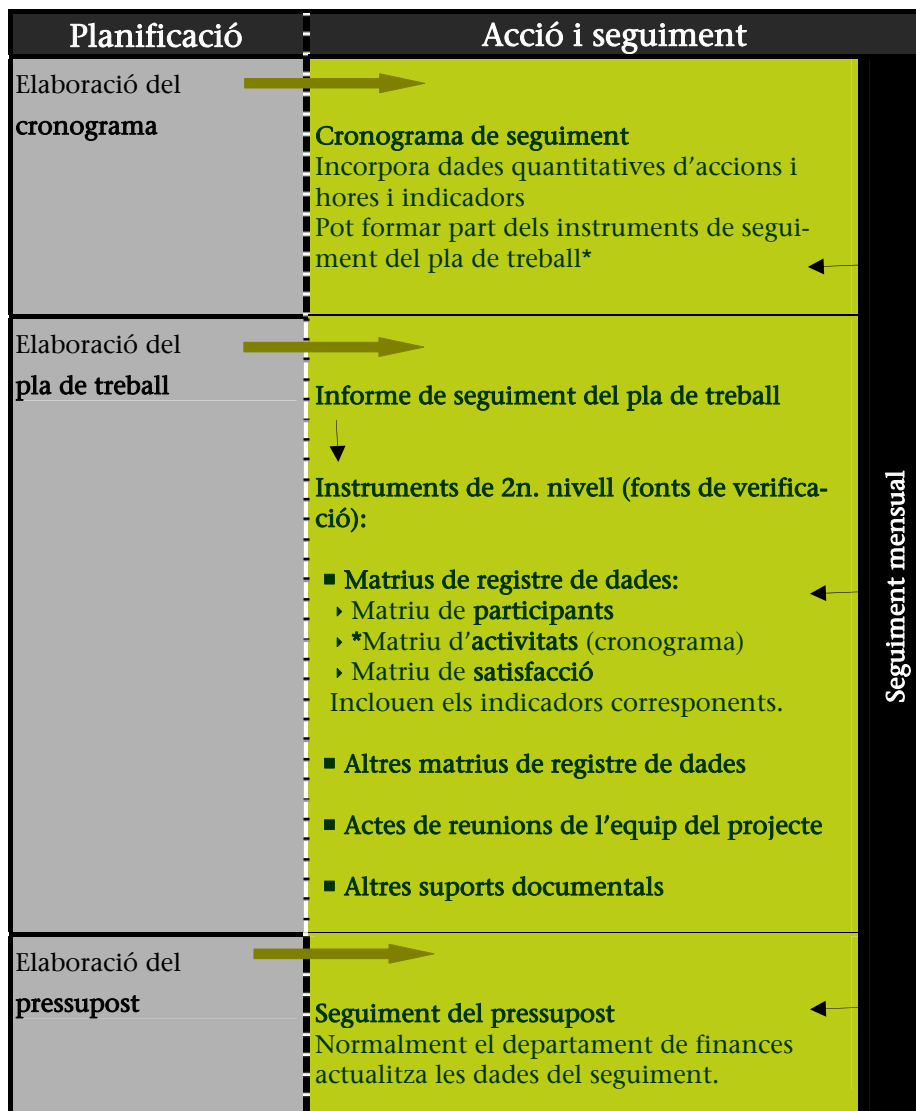 Planificació
Acció i seguiment
Elaboració del
cronograma
Cronograma de seguiment
Incorpora dades quantitatives d’accions i
hores i indicadors
Pot formar part dels instruments de segui-
ment del pla de treball*
Elaboració del
pla de treball
Informe de seguiment del pla de treball
Instruments de 2n. nivell (fonts de verifica-
ció):
▪ Matrius de registre de dades:
‣ Matriu de participants
‣ *Matriu d’activitats (cronograma)
‣ Matriu de satisfacció
Inclouen els indicadors corresponents.
▪ Altres matrius de registre de dades
▪ Actes de reunions de l’equip del projecte
▪ Altres suports documentals
Elaboració del
pressupost
Seguiment del pressupost
Normalment el departament de finances
actualitza les dades del seguiment.
Seguiment mensual